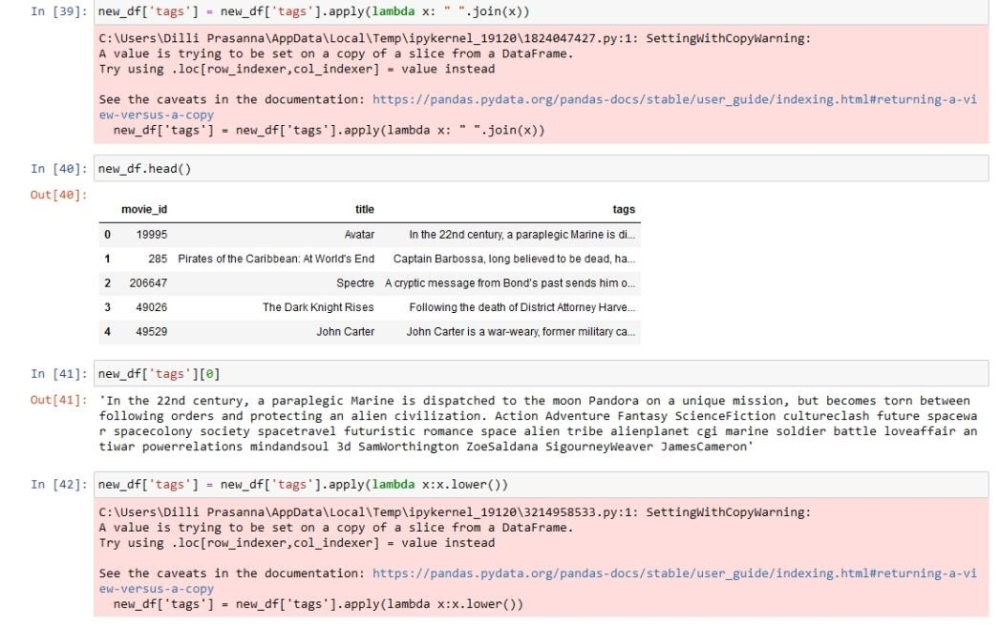 In [39]: new_df['tags'] = new_df['tags'].apply(lambda x: " ".join(x))
C:\Users\Dilli Prasanna\AppData\Local\Temp\ipykernel_19120\1824047427.py:1: SettingWithCopyWarning:
A value is trying to be set on a copy of a slice from a DataFrame.
Try using .loc[row_indexer,col_indexer] = value instead
See the caveats in the documentation: https://pandas.pydata.org/pandas-docs/stable/user_guide/indexing.html#returning-a-vi
ew-versus-a-copy
new_df['tags'] = new_df['tags'].apply(lambda x: " ".join(x))
In [40]: new_df.head()
Out[40]:
movie_id title tags
0 19995 Avatar In the 22nd century, a paraplegic Marine is di...
1 285 Pirates of the Caribbean: At World's End Captain Barbossa, long believed to be dead, ha...
2 206647 Spectre A cryptic message from Bond's past sends him o...
3 49026 The Dark Knight Rises Following the death of District Attorney Harve...
4 49529 John Carter John Carter is a war-weary, former military ca...
In [41]: new_df['tags'][0]
Out[41]: 'In the 22nd century, a paraplegic Marine is dispatched to the moon Pandora on a unique mission, but becomes torn between
following orders and protecting an alien civilization. Action Adventure Fantasy ScienceFiction cultureclash future spacewa
r spacecolony society spacetravel futuristic romance space alien tribe alienplanet cgi marine soldier battle loveaffair an
tiwar powerrelations mindandsoul 3d SamWorthington ZoeSaldana SigourneyWeaver JamesCameron'
In [42]: new_df['tags'] = new_df['tags'].apply(lambda x:x.lower())
C:\Users\Dilli Prasanna\AppData\Local\Temp\ipykernel_19120\3214958533.py:1: SettingWithCopyWarning:
A value is trying to be set on a copy of a slice from a DataFrame.
Try using .loc[row_indexer,col_indexer] = value instead
See the caveats in the documentation: https://pandas.pydata.org/pandas-docs/stable/user_guide/indexing.html#returning-a-vi
ew-versus-a-copy
new_df['tags'] = new_df['tags'].apply(lambda x:x.lower())